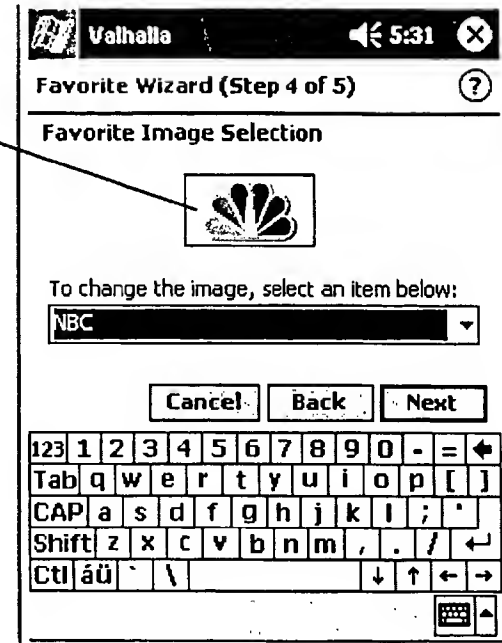 Valhalla 5:31
Favorite Wizard (Step 4 of 5) ?
Favorite Image Selection
To change the image, select an item below:
NBC
Cancel Back Next
123 1 2 3 4 5 6 7 8 9 0 - =
Tab q w e r t y u i o p [ ]
CAP a s d f g h j k l ; '
Shift z x c v b n m , . /
Ctl áü ` \